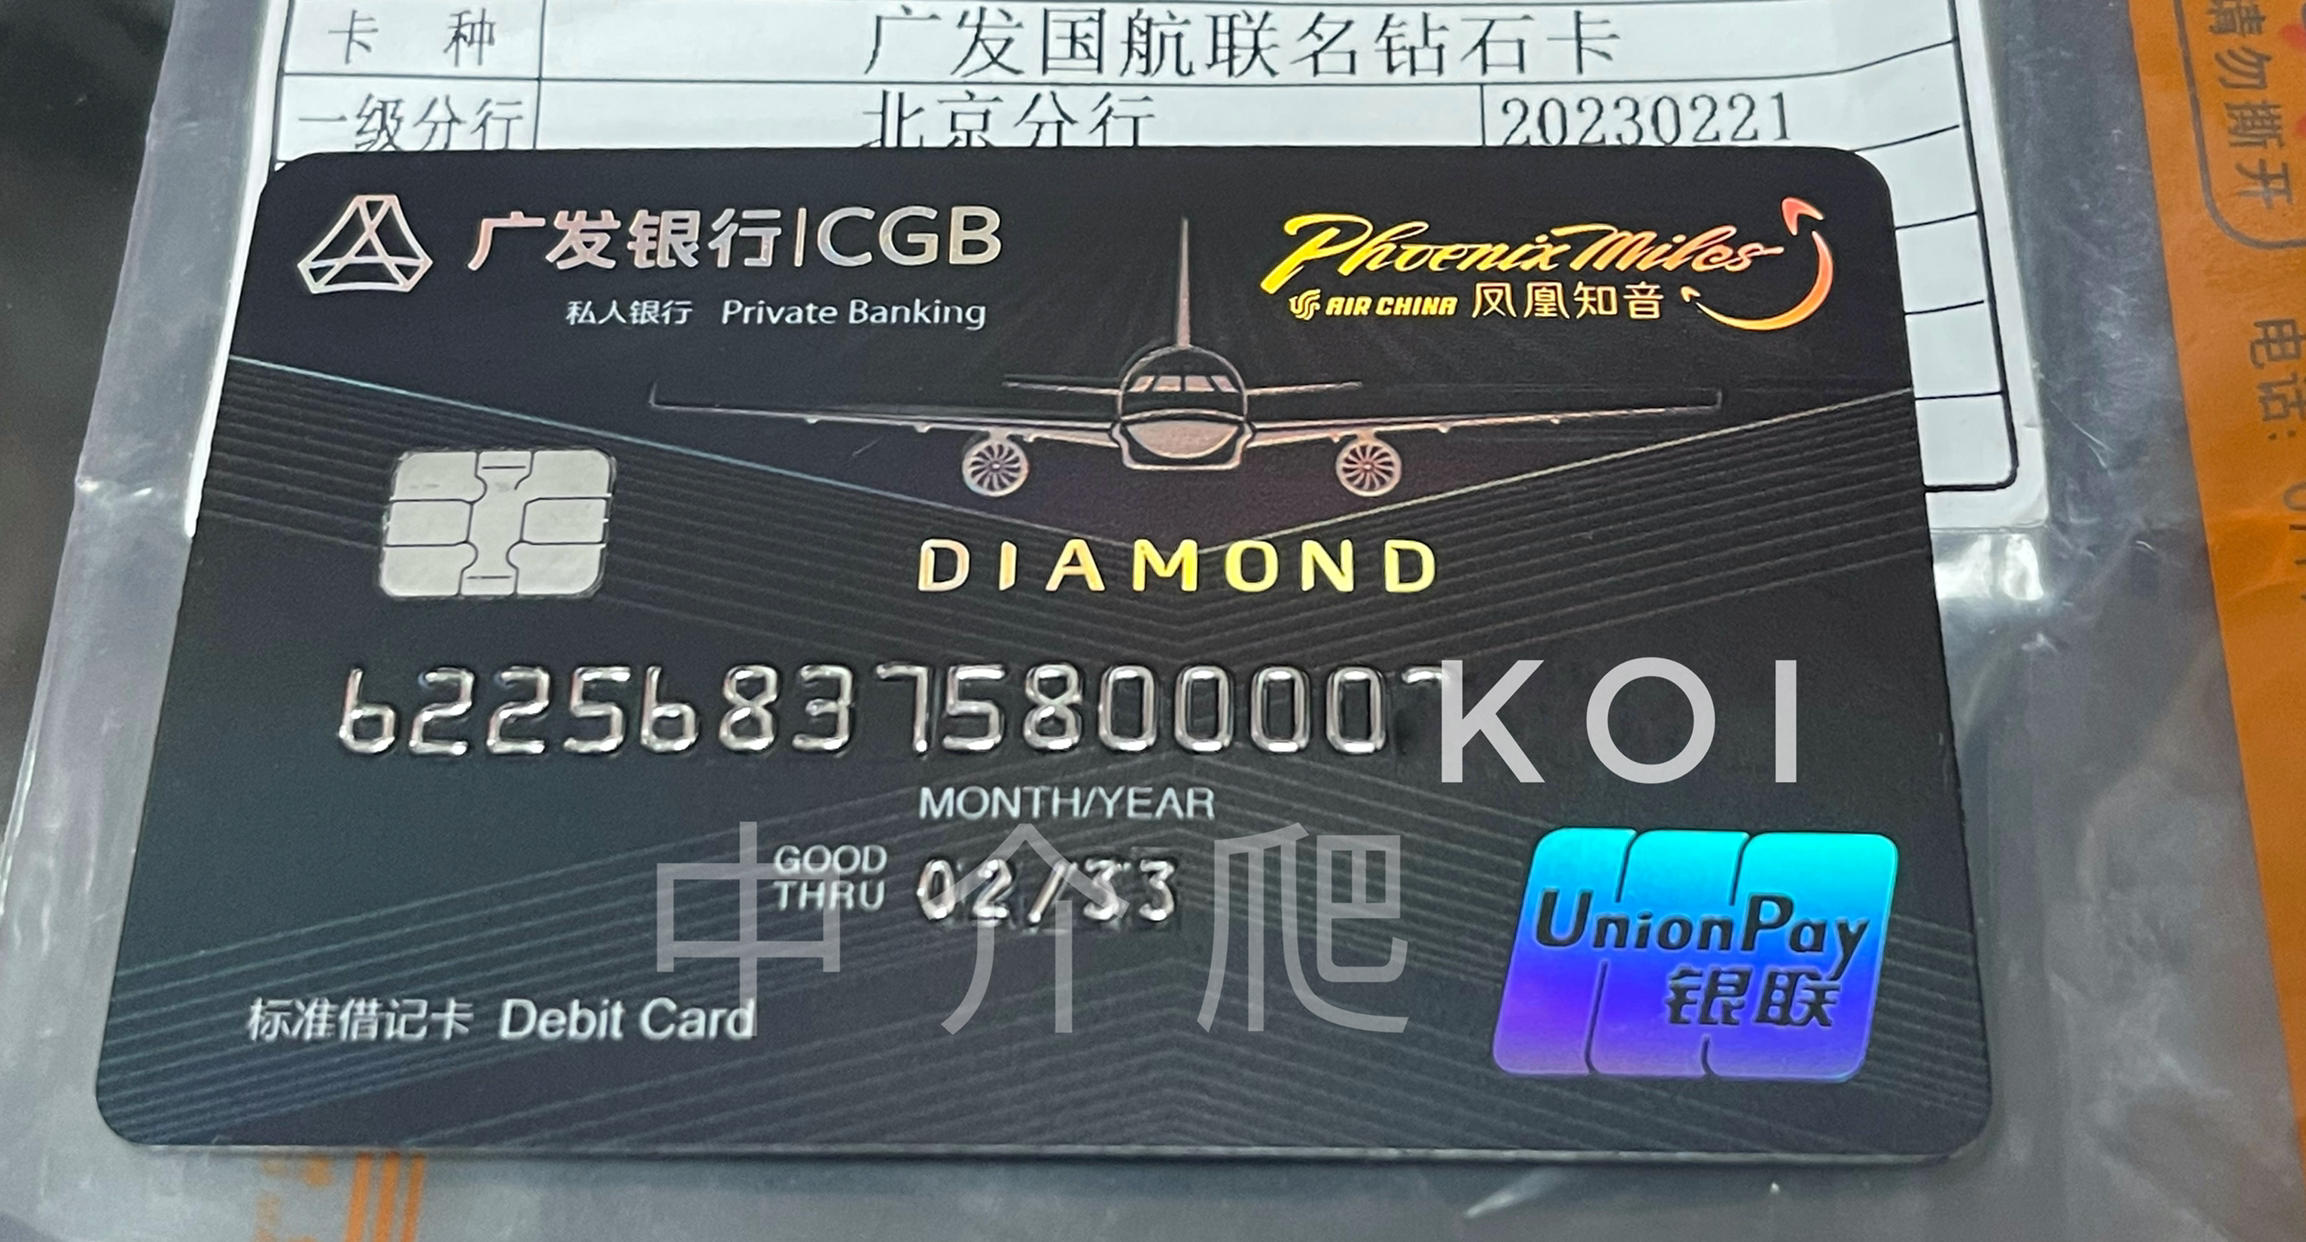 卡 种 广发国航联名钻石卡
一级分行 北京分行 20230221
请勿撕开
电话:
广发银行|CGB
私人银行 Private Banking
Phoenix Miles
AIR CHINA 凤凰知音
DIAMOND
622568375800007
KOI
MONTH/YEAR
GOOD THRU 02/33
中介爬
标准借记卡 Debit Card
UnionPay
银联